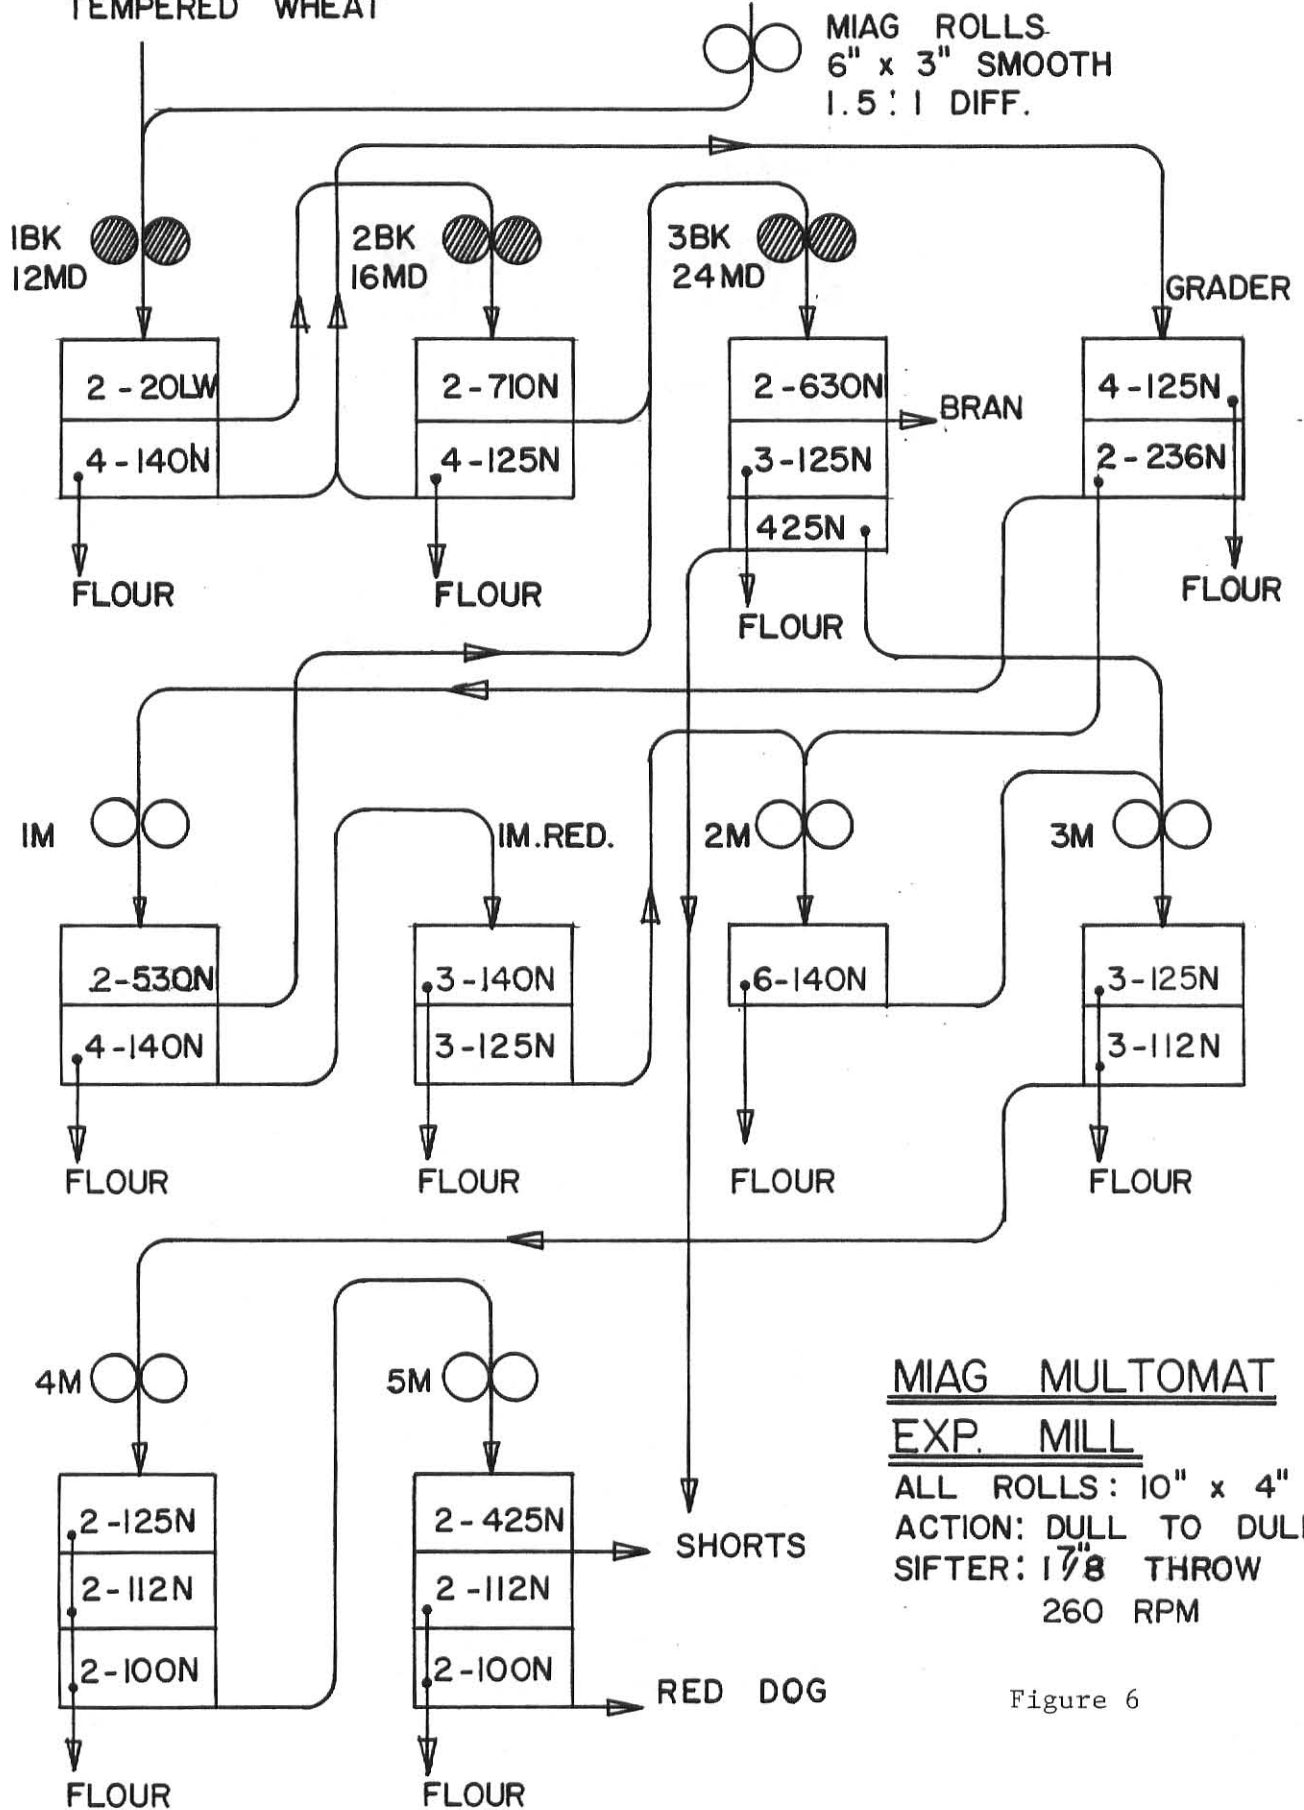 TEMPERED WHEAT
MIAG ROLLS
6" x 3" SMOOTH
1.5:1 DIFF.
1BK
12MD
2BK
16MD
3BK
24MD
GRADER
2-20LW
4-140N
2-710N
4-125N
2-630N
3-125N
425N
BRAN
4-125N
2-236N
FLOUR
FLOUR
FLOUR
FLOUR
1M
1M.RED.
2M
3M
2-530N
4-140N
3-140N
3-125N
6-140N
3-125N
3-112N
FLOUR
FLOUR
FLOUR
FLOUR
4M
5M
2-125N
2-112N
2-100N
2-425N
2-112N
2-100N
SHORTS
RED DOG
FLOUR
FLOUR
MIAG MULTOMAT
EXP. MILL
ALL ROLLS: 10" x 4"
ACTION: DULL TO DULL
SIFTER: 1 7/8" THROW
260 RPM
Figure 6